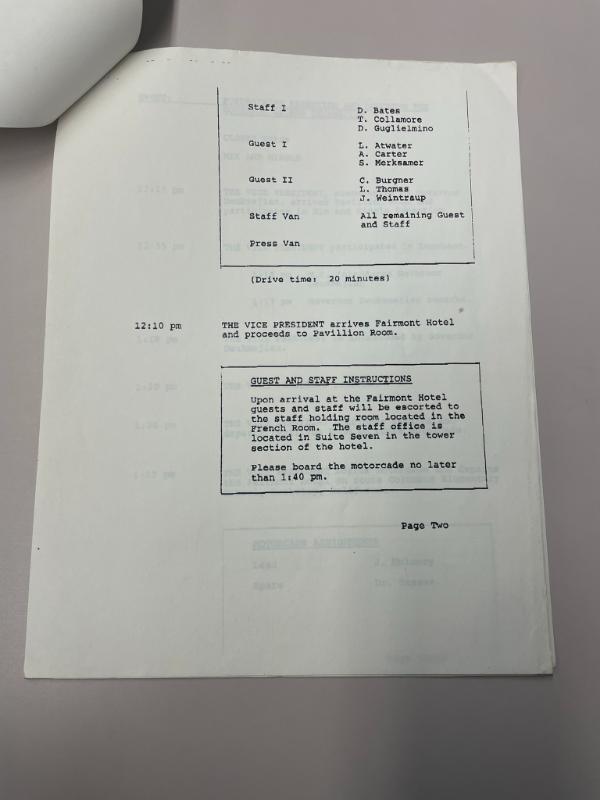 Staff I D. Bates
T. Collamore
D. Guglielmino
Guest I L. Atwater
A. Carter
S. Merksamer
Guest II C. Burgner
L. Thomas
J. Weintraup
Staff Van All remaining Guest
and Staff
Press Van
(Drive time: 20 minutes)
12:10 pm THE VICE PRESIDENT arrives Fairmont Hotel
and proceeds to Pavillion Room.
GUEST AND STAFF INSTRUCTIONS
Upon arrival at the Fairmont Hotel
guests and staff will be escorted to
the staff holding room located in the
French Room. The staff office is
located in Suite Seven in the tower
section of the hotel.
Please board the motorcade no later
than 1:40 pm.
Page Two